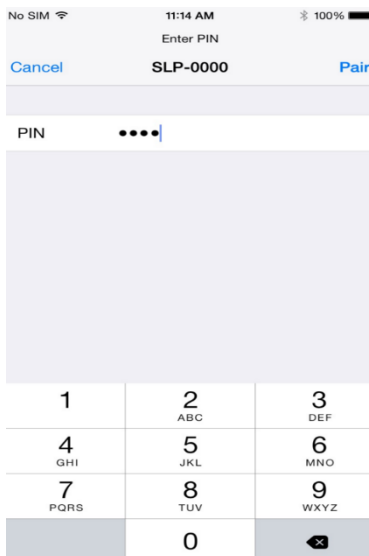 No SIM 11:14 AM 100%
Enter PIN
Cancel SLP-0000 Pair
PIN ••••
1 2 3
ABC DEF
4 5 6
GHI JKL MNO
7 8 9
PQRS TUV WXYZ
0